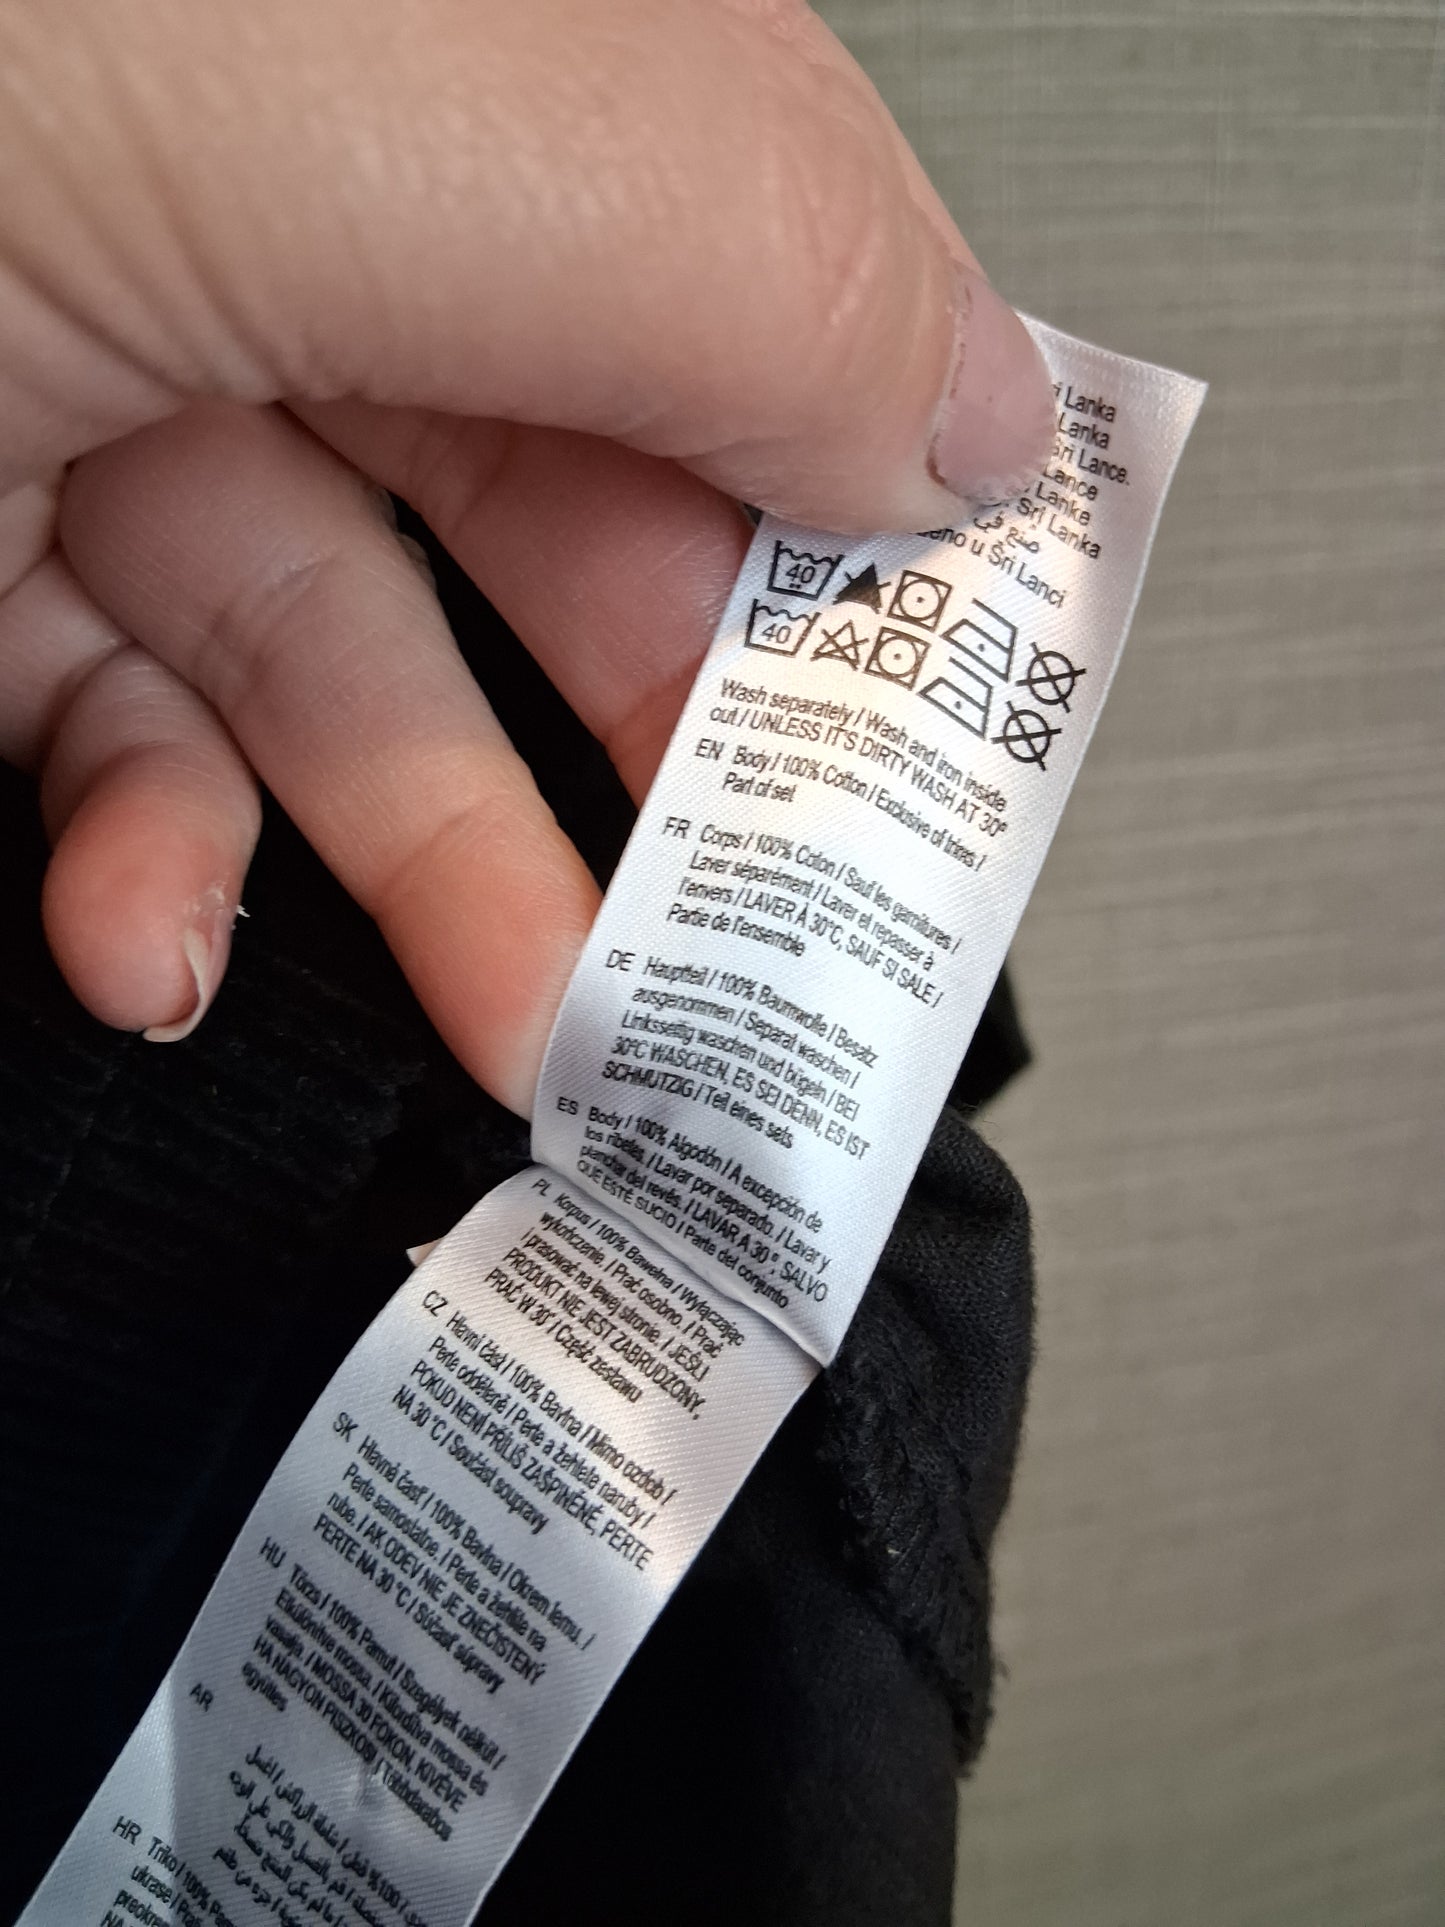 Lanka
Lanka
Sri Lance.
Lance
Lanke
Sri Lanka
صنع في
u Šri Lanci
40
40
Wash separately / Wash and iron inside
out / UNLESS IT'S DIRTY WASH AT 30°
EN Body / 100% Cotton / Exclusive of trims /
Part of set
FR Corps / 100% Coton / Sauf les garnitures /
Laver séparément / Laver et repasser à
l'envers / LAVER À 30°C, SAUF SI SALE /
Partie de l'ensemble
DE Hauptteil / 100% Baumwolle / Besatz
ausgenommen / Separat waschen /
Linksseitig waschen und bügeln / BEI
30°C WASCHEN, ES SEI DENN, ES IST
SCHMUTZIG / Teil eines sets
ES Body / 100% Algodón / A excepción de
los ribetes. / Lavar por separado. / Lavar y
planchar del revés. / LAVAR A 30°, SALVO
QUE ESTÉ SUCIO / Parte del conjunto
PL Korpus / 100% Bawełna / Wyłączając
wykończenie. / Prać osobno. / Prać
i prasować na lewej stronie. / JEŚLI
PRODUKT NIE JEST ZABRUDZONY,
PRAĆ W 30° / Część zestawu
CZ Hlavní část / 100% Bavlna / Mimo ozdob /
Perte odděleně / Perte a žehlete naruby /
POKUD NENÍ PŘÍLIŠ ZAŠPINĚNÉ, PERTE
NA 30 °C / Součást soupravy
SK Hlavná časť / 100% Bavlna / Okrem lemu. /
Perte samostatne. / Perte a žehlite na
rube. / AK ODEV NIE JE ZNEČISTENÝ
PERTE NA 30 °C / Súčasť súpravy
HU Törzs / 100% Pamut / Szegélyek nélkül /
Elkülönítve mossa. / Kifordítva mossa és
vasalja. / MOSSA 30 FOKON, KIVÉVE
HA NAGYON PISZKOS / Többdarabos
együttes
AR
HR Triko / 100%
ukrase /
NA